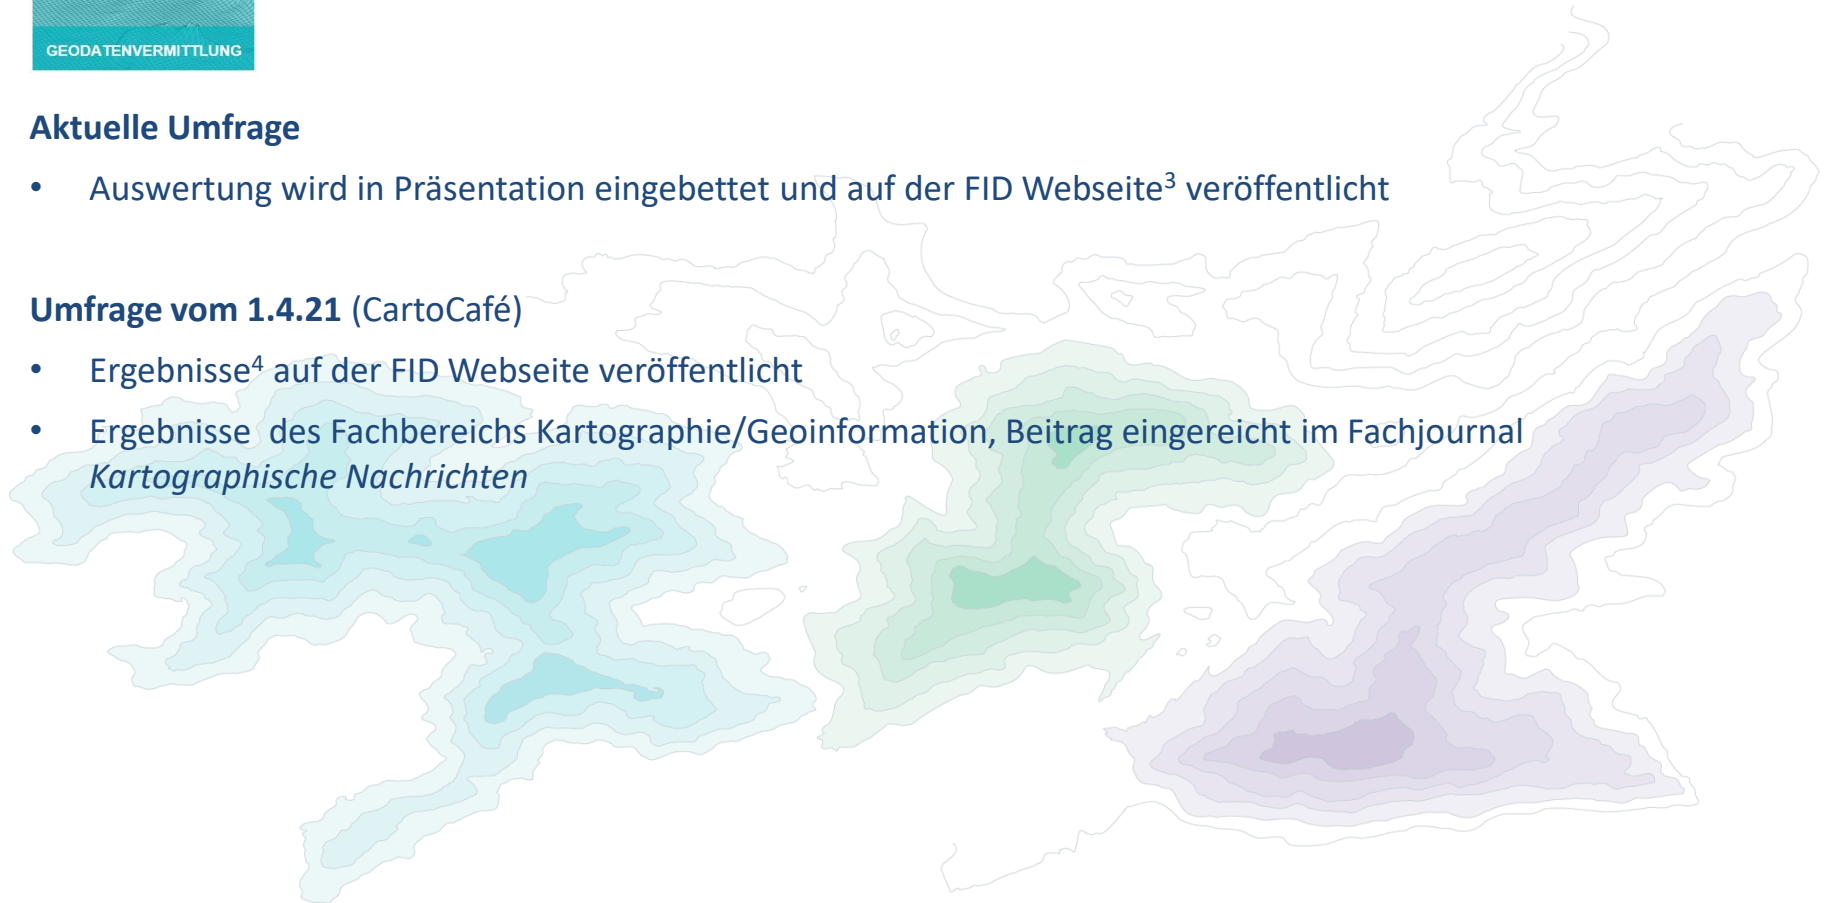 GEODATENVERMITTLUNG
Aktuelle Umfrage
• Auswertung wird in Präsentation eingebettet und auf der FID Webseite³ veröffentlicht
Umfrage vom 1.4.21 (CartoCafé)
• Ergebnisse⁴ auf der FID Webseite veröffentlicht
• Ergebnisse des Fachbereichs Kartographie/Geoinformation, Beitrag eingereicht im Fachjournal
Kartographische Nachrichten